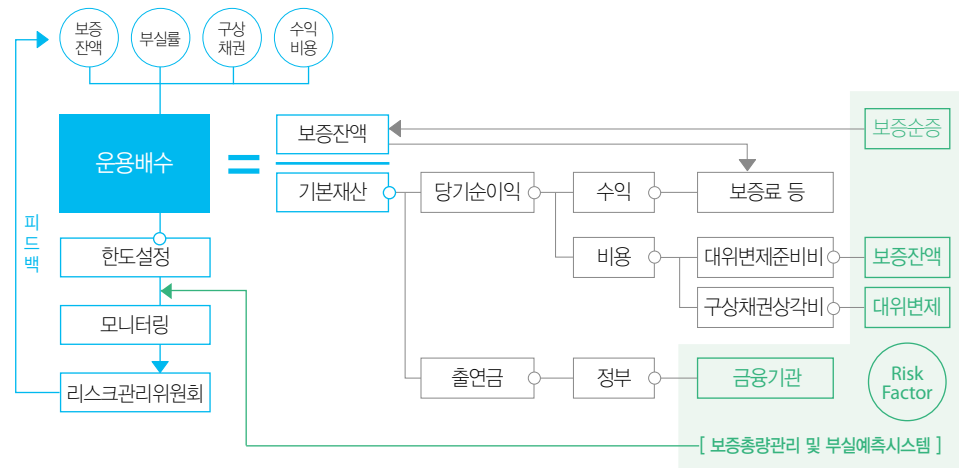 보증
잔액
부실률
구상
채권
수익
비용
운용배수
=
보증잔액
기본재산
보증순증
당기순이익
수익
보증료 등
피
드
백
한도설정
비용
대위변제준비비
보증잔액
모니터링
구상채권상각비
대위변제
리스크관리위원회
출연금
정부
금융기관
Risk
Factor
[ 보증총량관리 및 부실예측시스템 ]